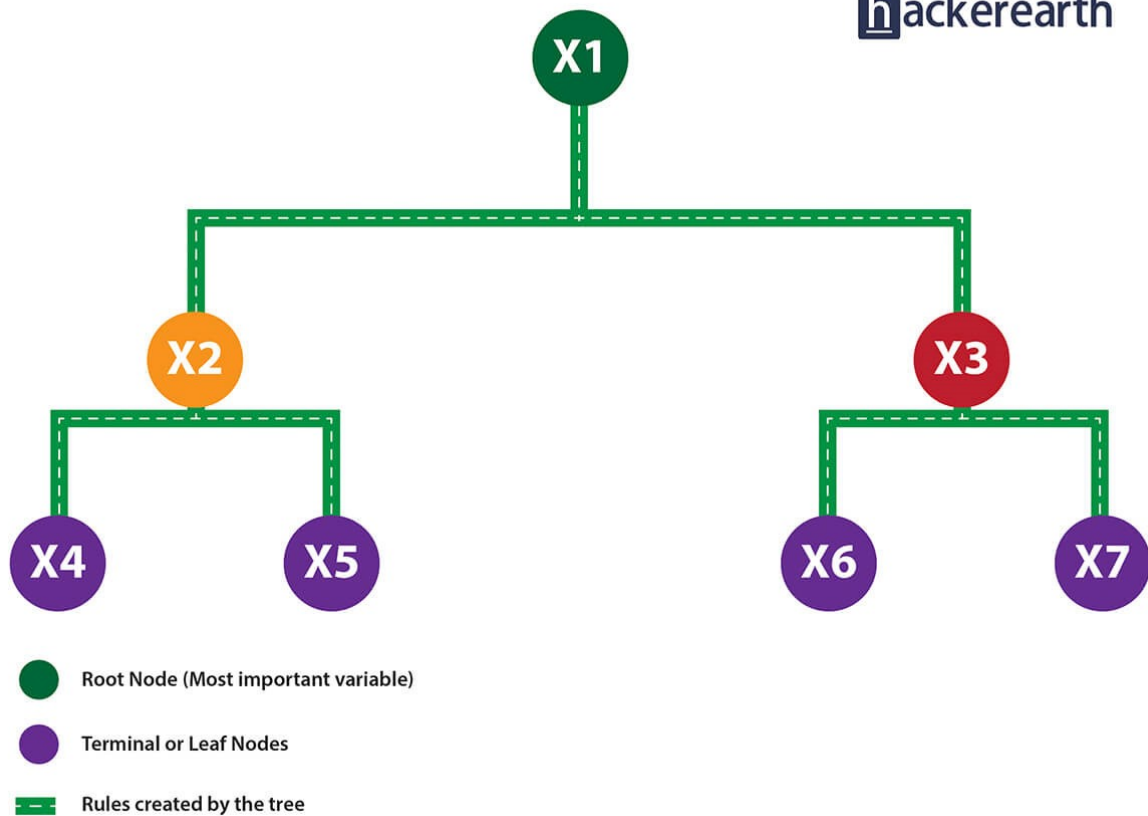 hackerearth
X1
X2
X3
X4
X5
X6
X7
Root Node (Most important variable)
Terminal or Leaf Nodes
Rules created by the tree